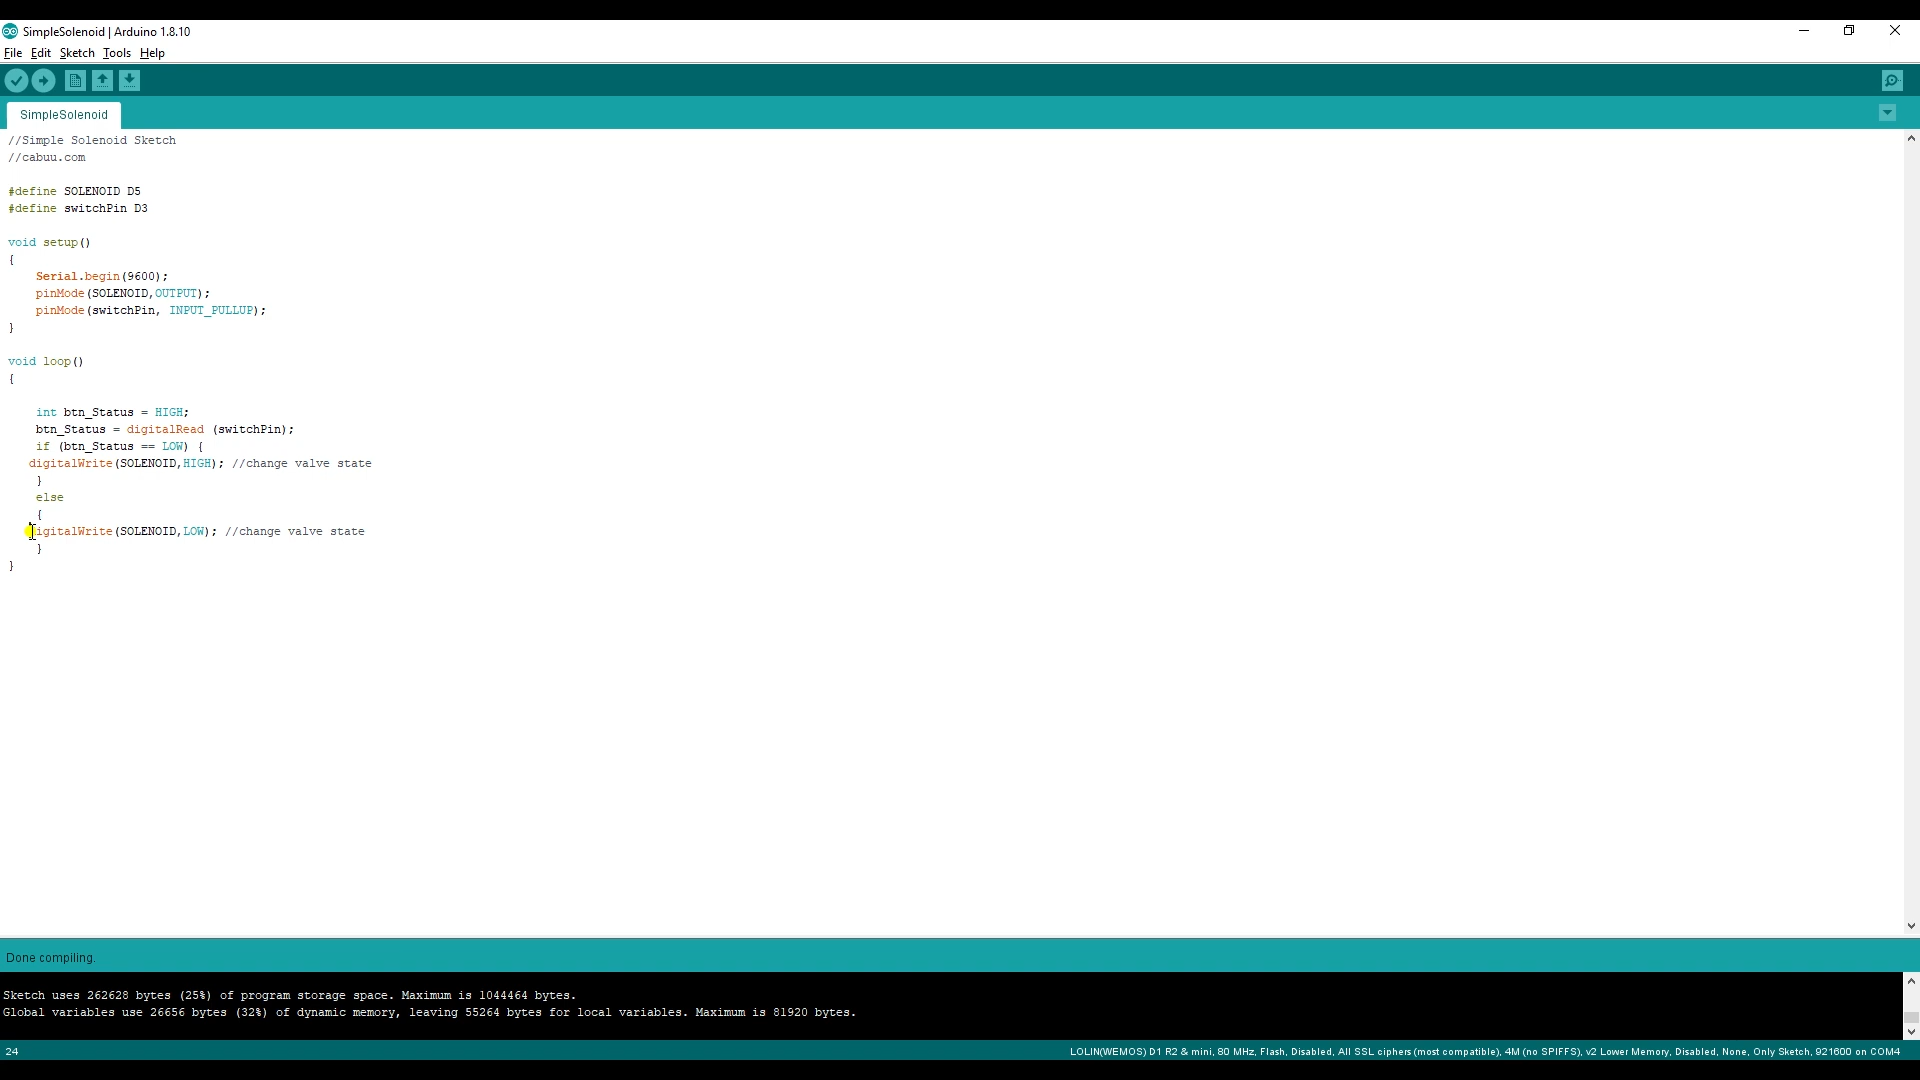 SimpleSolenoid | Arduino 1.8.10
File Edit Sketch Tools Help
SimpleSolenoid
//Simple Solenoid Sketch
//cabuu.com
#define SOLENOID D5
#define switchPin D3
void setup()
{
Serial.begin(9600);
pinMode(SOLENOID,OUTPUT);
pinMode(switchPin, INPUT_PULLUP);
}
void loop()
{
int btn_Status = HIGH;
btn_Status = digitalRead (switchPin);
if (btn_Status == LOW) {
digitalWrite(SOLENOID,HIGH); //change valve state
}
else
{
digitalWrite(SOLENOID,LOW); //change valve state
}
}
Done compiling.
Sketch uses 262628 bytes (25%) of program storage space. Maximum is 1044464 bytes.
Global variables use 26656 bytes (32%) of dynamic memory, leaving 55264 bytes for local variables. Maximum is 81920 bytes.
24 LOLIN(WEMOS) D1 R2 & mini, 80 MHz, Flash, Disabled, All SSL ciphers (most compatible), 4M (no SPIFFS), v2 Lower Memory, Disabled, None, Only Sketch, 921600 on COM4